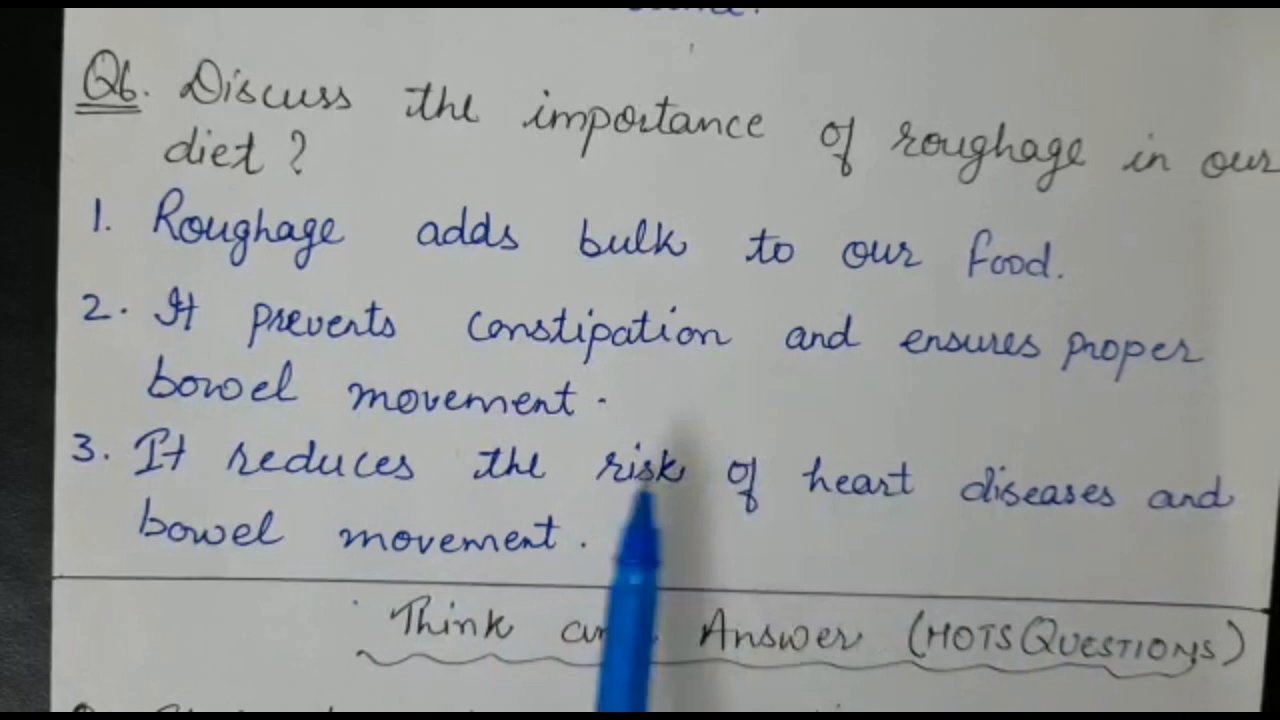 Q6. Discuss the importance of roughage in our
diet?
1. Roughage adds bulk to our food.
2. It prevents constipation and ensures proper
bowel movement.
3. It reduces the risk of heart diseases and
bowel movement.
Think Answer (HOTS QUESTIONS)